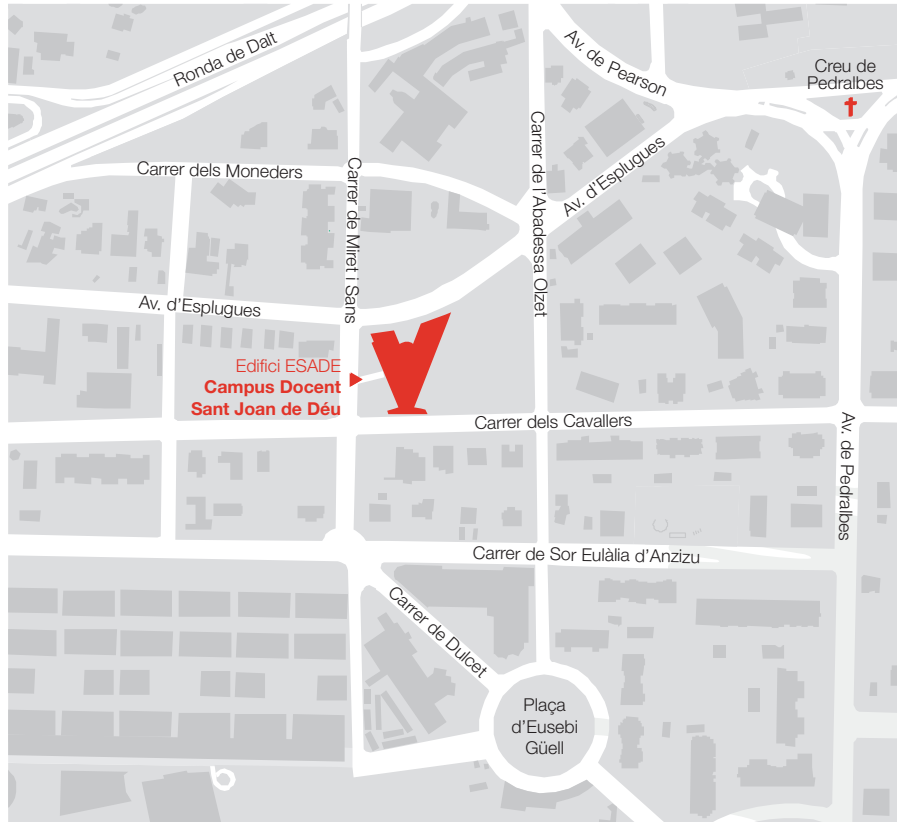 Ronda de Dalt
Av. de Pearson
Creu de
Pedralbes
Carrer dels Moneders
Carrer de Miret i Sans
Carrer de l'Abadessa Olzet
Av. d'Esplugues
Av. d'Esplugues
Edifici ESADE
Campus Docent
Sant Joan de Déu
Carrer dels Cavallers
Av. de Pedralbes
Carrer de Sor Eulàlia d'Anzizu
Carrer de Dulcet
Plaça
d'Eusebi
Güell